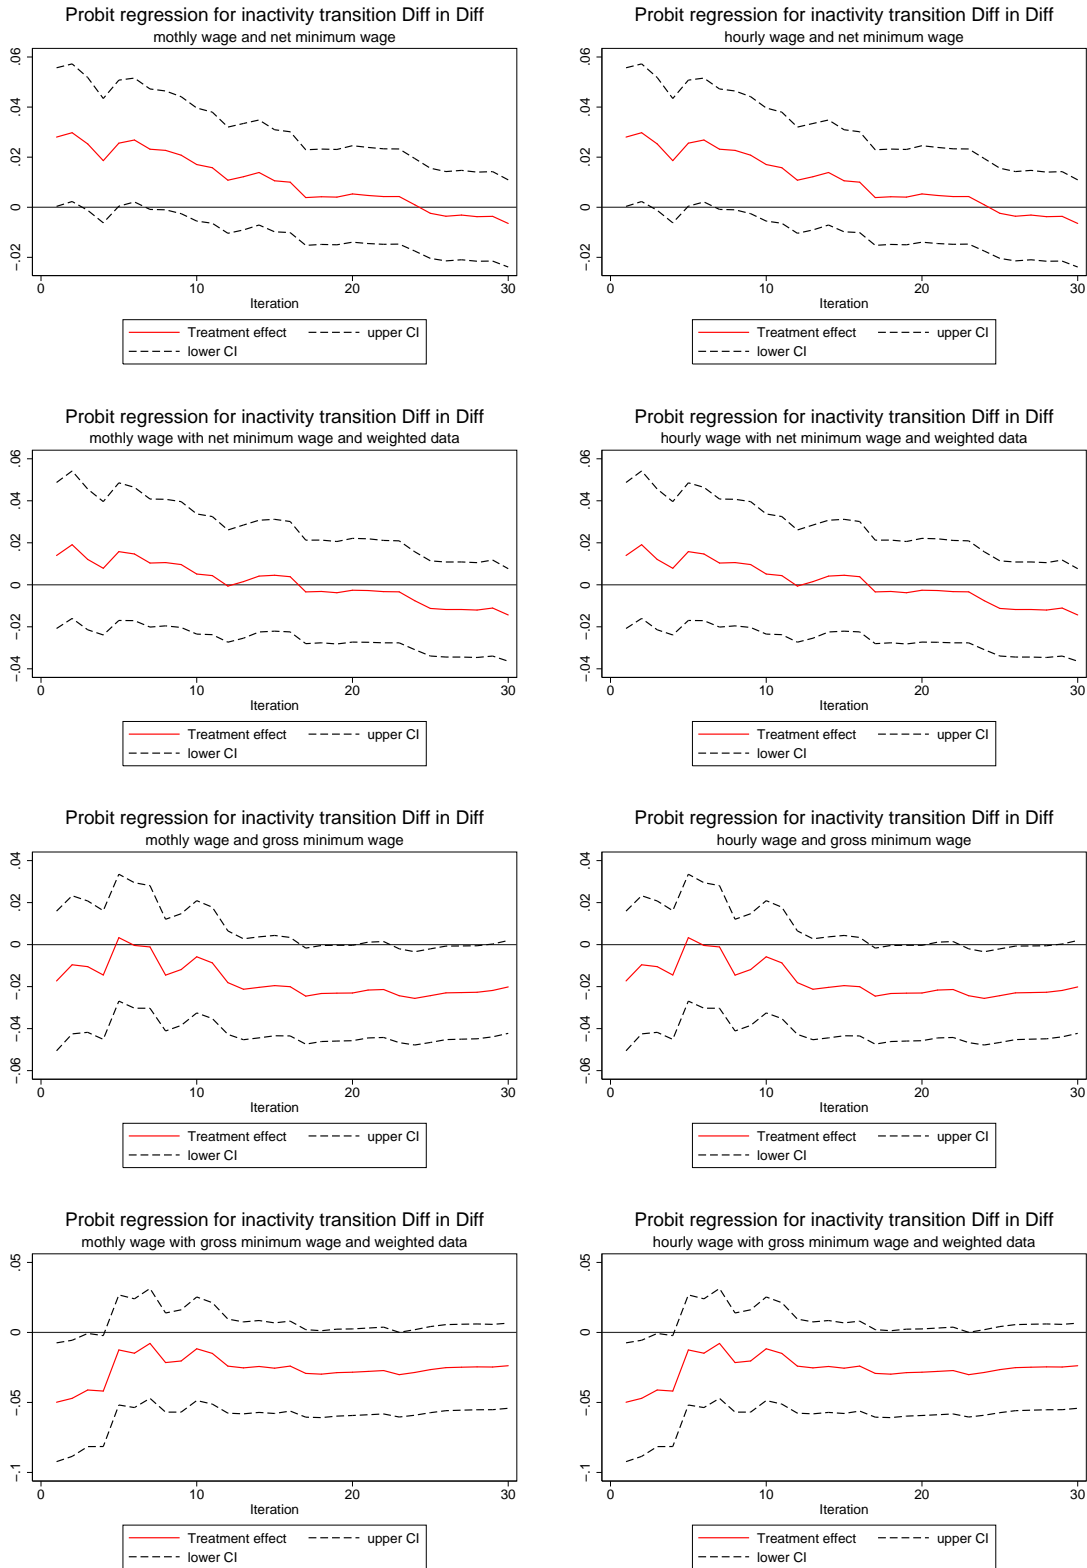 Probit regression for inactivity transition Diff in Diff
mothly wage and net minimum wage
.06
.04
.02
0
-.02
0 10 20 30
Iteration
Treatment effect upper CI
lower CI
Probit regression for inactivity transition Diff in Diff
hourly wage and net minimum wage
.06
.04
.02
0
-.02
0 10 20 30
Iteration
Treatment effect upper CI
lower CI
Probit regression for inactivity transition Diff in Diff
mothly wage with net minimum wage and weighted data
.06
.04
.02
0
-.02
-.04
0 10 20 30
Iteration
Treatment effect upper CI
lower CI
Probit regression for inactivity transition Diff in Diff
hourly wage with net minimum wage and weighted data
.06
.04
.02
0
-.02
-.04
0 10 20 30
Iteration
Treatment effect upper CI
lower CI
Probit regression for inactivity transition Diff in Diff
mothly wage and gross minimum wage
.04
.02
0
-.02
-.04
-.06
0 10 20 30
Iteration
Treatment effect upper CI
lower CI
Probit regression for inactivity transition Diff in Diff
hourly wage and gross minimum wage
.04
.02
0
-.02
-.04
-.06
0 10 20 30
Iteration
Treatment effect upper CI
lower CI
Probit regression for inactivity transition Diff in Diff
mothly wage with gross minimum wage and weighted data
.05
0
-.05
-.1
0 10 20 30
Iteration
Treatment effect upper CI
lower CI
Probit regression for inactivity transition Diff in Diff
hourly wage with gross minimum wage and weighted data
.05
0
-.05
-.1
0 10 20 30
Iteration
Treatment effect upper CI
lower CI